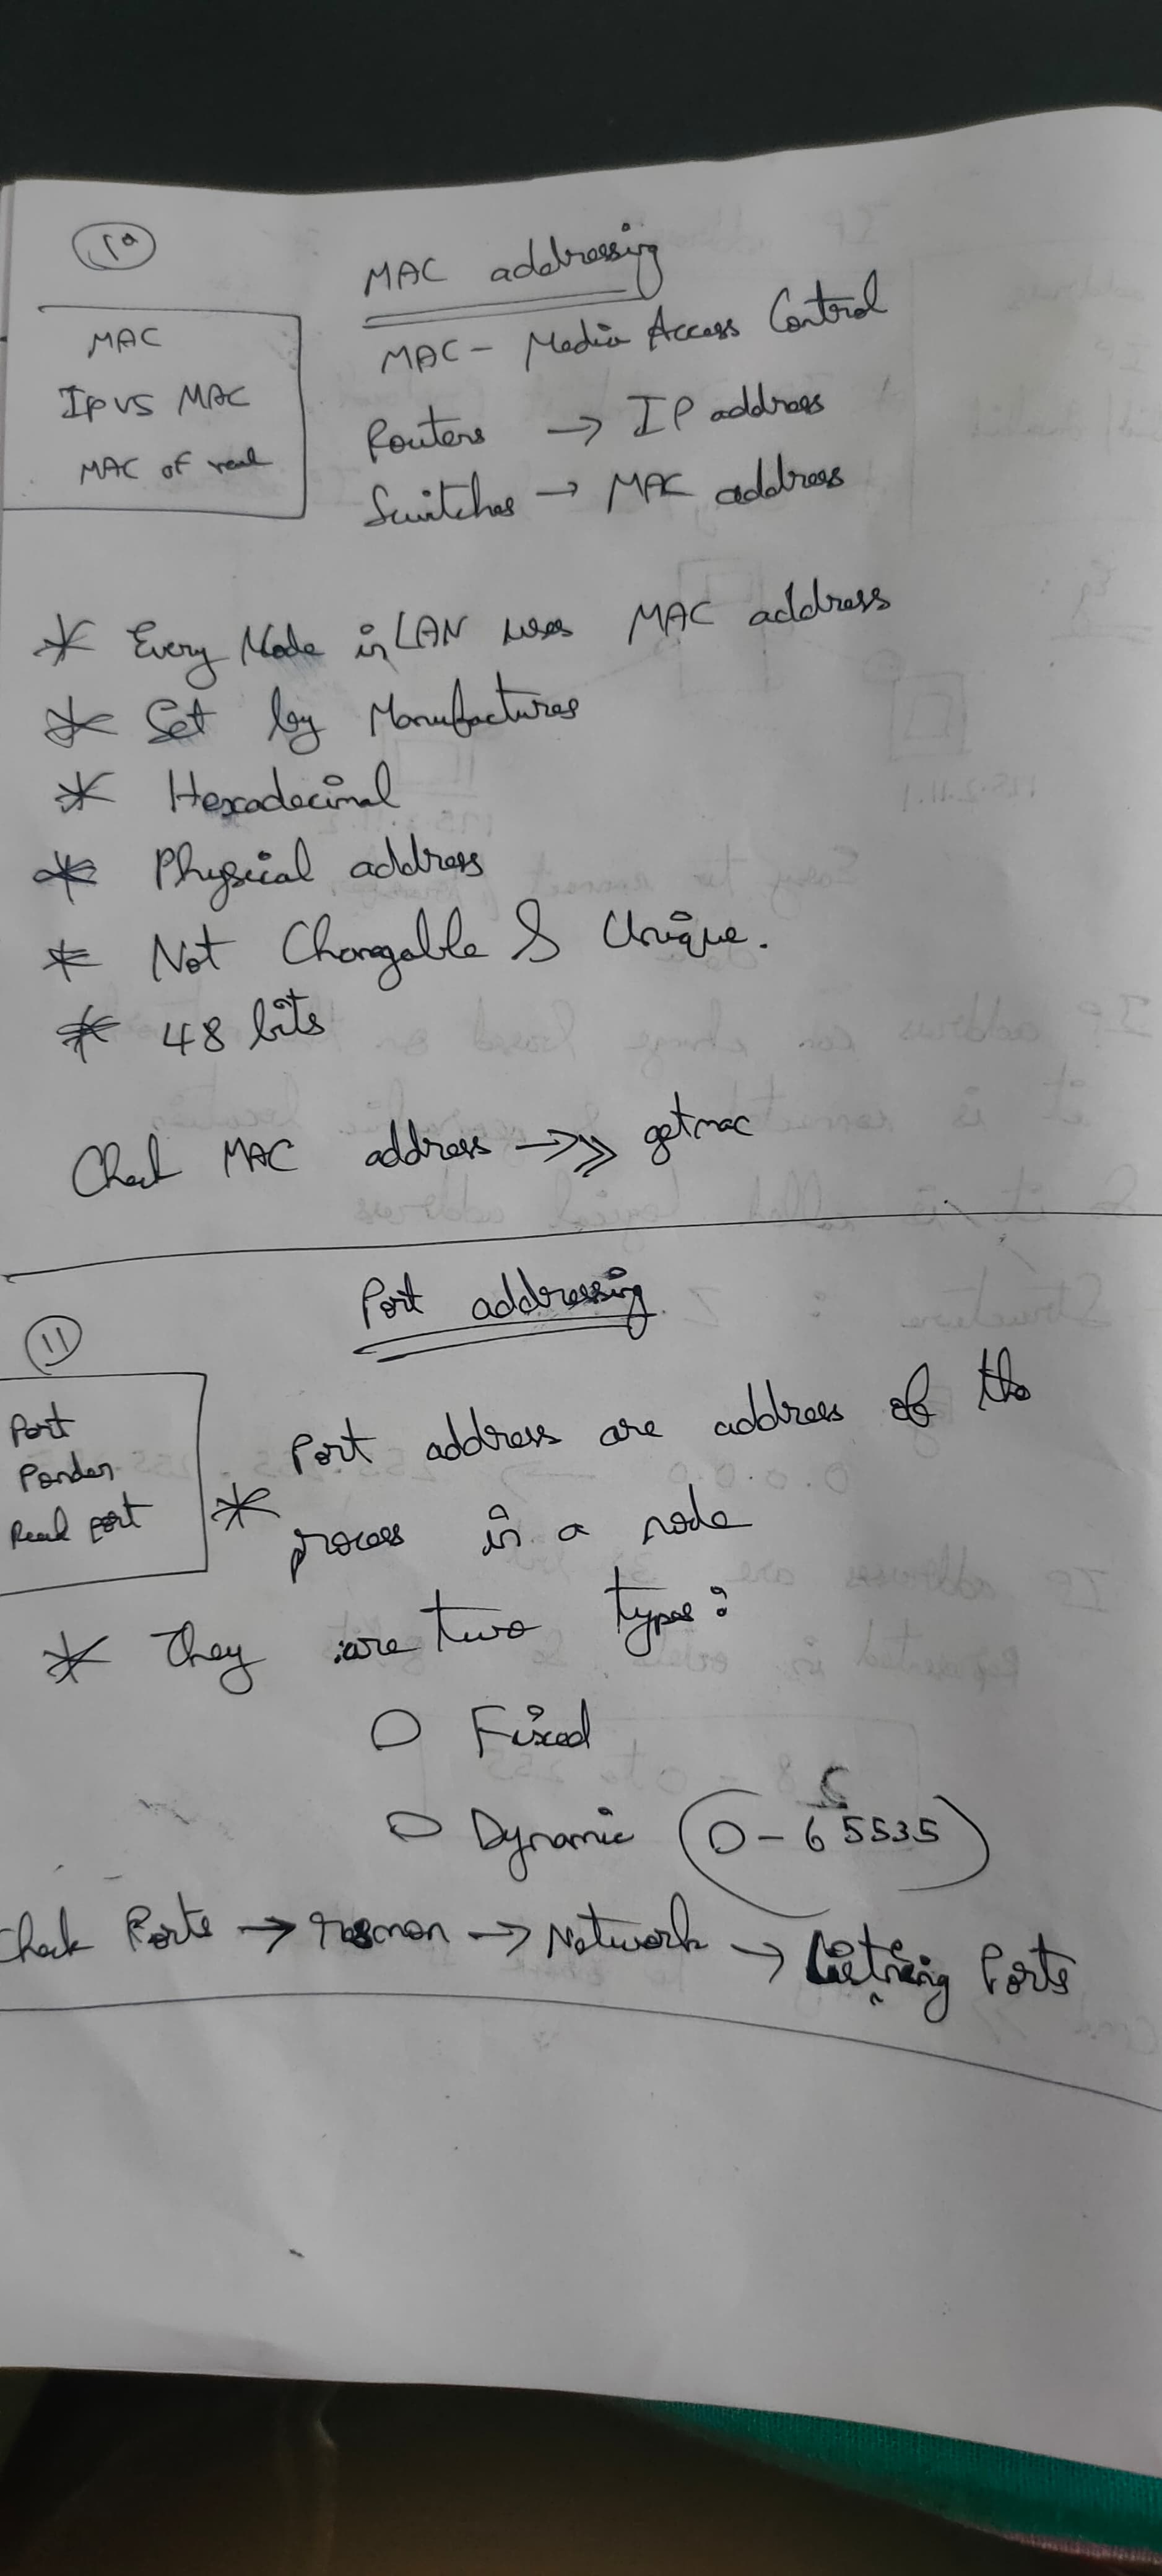 10
MAC addressing
MAC
IP vs MAC
MAC of real
MAC - Media Access Control
Routers → IP address
Switches → MAC address
* Every Node in LAN uses MAC address
* Set by Manufactures
* Hexadecimal
* Physical address
* Not Changable & Unique.
* 48 bits
Check MAC address →>> getmac
Port addressing
11
Port
Real port
* Port address are address of the
process in a node
* They are two types:
○ Fixed
○ Dynamic (0 - 65535)
Check Ports → resmon → Network → Listning Ports